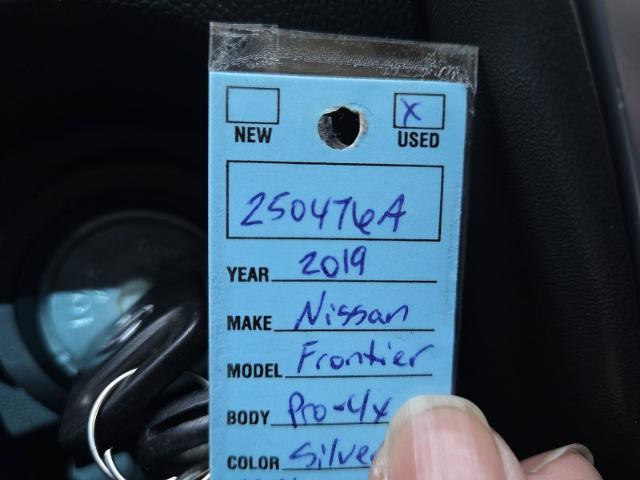 X
NEW USED
250476A
YEAR 2019
MAKE Nissan
MODEL Frontier
BODY Pro-4x
COLOR Silver